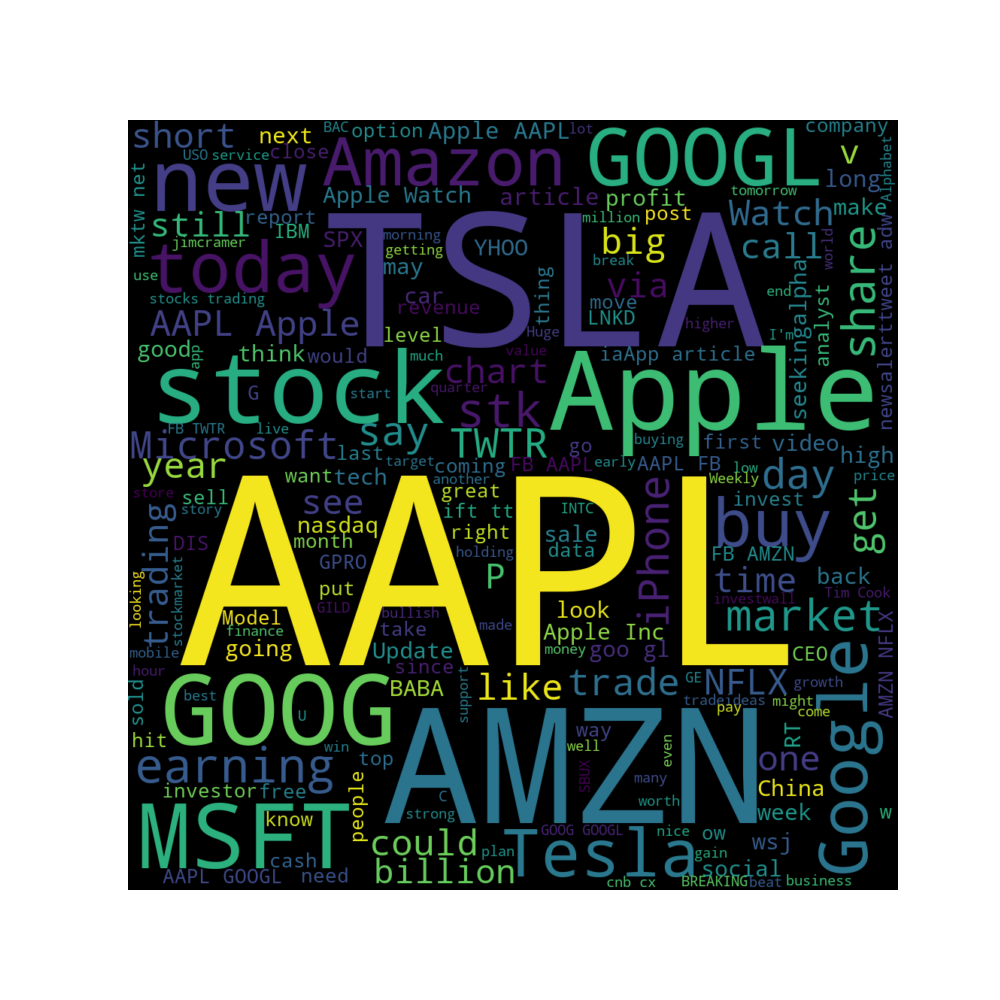 BAC
option
Apple AAPL
lot
company
short
next
Amazon
GOOGL
v
Alphabet
USO
service
close
new
Apple Watch
article
profit
tomorrow
long
mktw net
still
report
IBM
million
post
Watch
make
jimcramer
SPX
morning
TSLA
YHOO
big
call
adw
today
getting
break
world
use
may
thing
via
share
stocks trading
car
move
end
seekingalpha
AAPL Apple
revenue
LNKD
higher
analyst
newsalerttweet
level
Huge
I'm
good
app
think
would
much
value
iaApp article
stock
chart
Apple
G
start
quarter
stk
FB TWTR
live
say
TWTR
go
buying
first
video
high
Microsoft
last
target
coming
FB AAPL
early
AAPL FB
low
year
want
tech
another
day
price
sell
great
Weekly
invest
get
store
story
see
ift tt
INTC
iPhone
buy
trading
nasdaq
right
sale
DIS
month
holding
data
FB AMZN
GPRO
P
time
back
stockmarket
put
AAPL
investwall
Tim Cook
looking
GILD
bullish
made
look
market
Model
finance
take
Apple Inc
going
Update
money
goo gl
CEO
mobile
since
Google
hour
BABA
like
trade
GE
NFLX
growth
AMZN NFLX
sold
GOOG
best
U
support
tradeideas
might
pay
come
hit
win
AMZN
way
well
even
RT
earning
top
SBUX
many
one
investor
free
people
China
MSFT
know
C
strong
worth
week
w
could
GOOG GOOGL
nice
ow
wsj
cash
plan
Tesla
gain
social
AAPL GOOGL
need
billion
cnb cx
BREAKING
beat
business